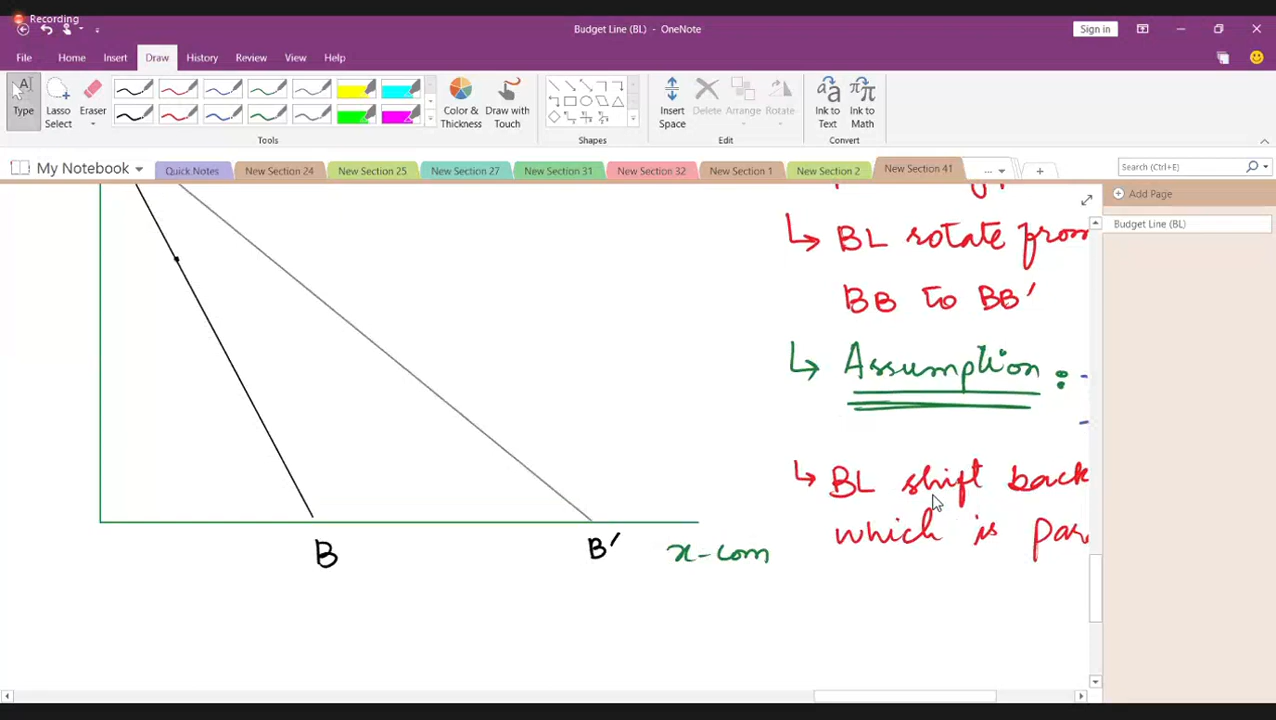 Recording
Budget Line (BL) - OneNote
Sign in
File Home Insert Draw History Review View Help
Type
Lasso Select
Eraser
Color & Thickness
Draw with Touch
Insert Space
Delete
Arrange
Rotate
Ink to Text
Ink to Math
Tools
Shapes
Edit
Convert
My Notebook
Quick Notes
New Section 24
New Section 25
New Section 27
New Section 31
New Section 32
New Section 1
New Section 2
New Section 41
...
Search (Ctrl+E)
Add Page
Budget Line (BL)
↳ BL rotate from
BB to BB'
↳ Assumption :-
↳ BL shift back
which is par
B
B'
x-com